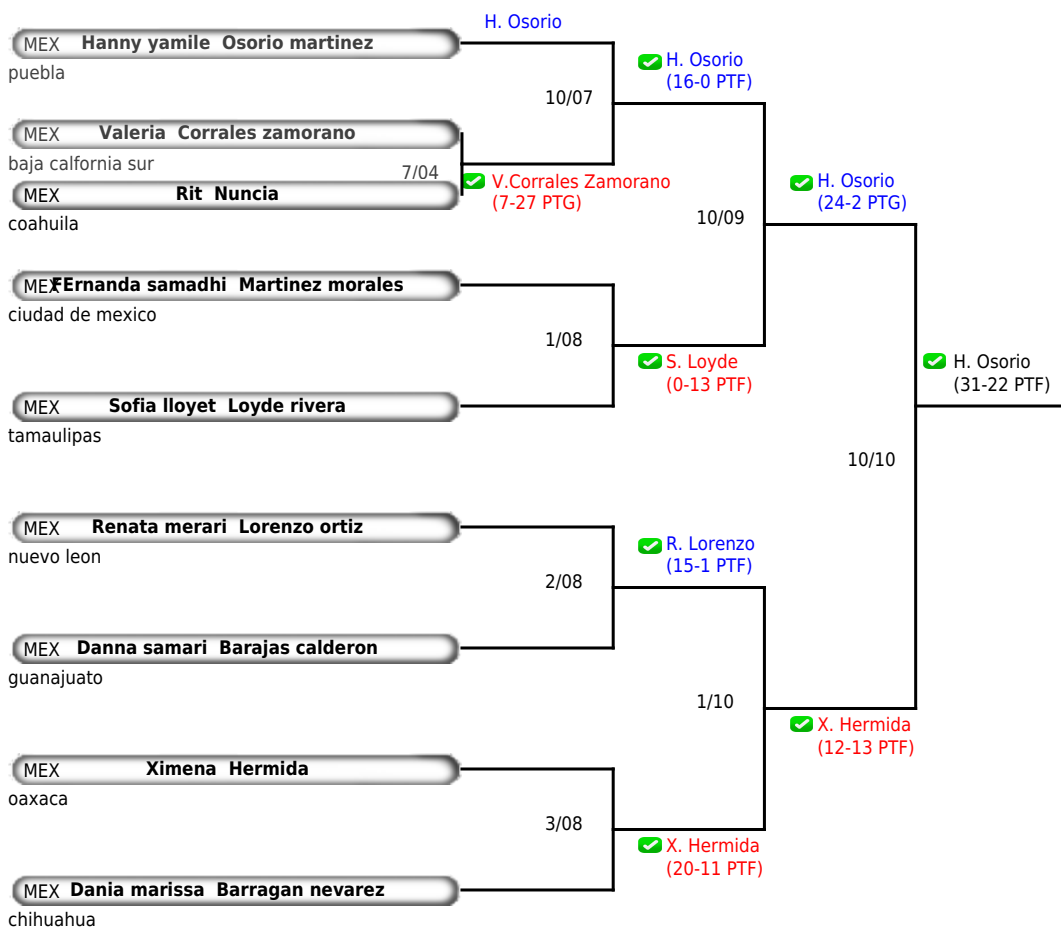 H. Osorio
MEX Hanny yamile Osorio martinez
puebla
H. Osorio
(16-0 PTF)
10/07
MEX Valeria Corrales zamorano
baja calfornia sur
7/04
V.Corrales Zamorano
(7-27 PTG)
MEX Rit Nuncia
coahuila
H. Osorio
(24-2 PTG)
10/09
MEX FErnanda samadhi Martinez morales
ciudad de mexico
1/08
S. Loyde
(0-13 PTF)
H. Osorio
(31-22 PTF)
MEX Sofia lloyet Loyde rivera
tamaulipas
10/10
MEX Renata merari Lorenzo ortiz
nuevo leon
R. Lorenzo
(15-1 PTF)
2/08
MEX Danna samari Barajas calderon
guanajuato
1/10
X. Hermida
(12-13 PTF)
MEX Ximena Hermida
oaxaca
3/08
X. Hermida
(20-11 PTF)
MEX Dania marissa Barragan nevarez
chihuahua